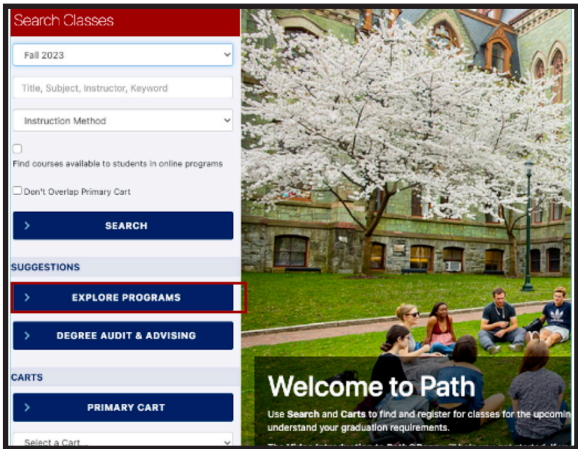 Search Classes
Fall 2023
Title, Subject, Instructor, Keyword
Instruction Method
Find courses available to students in online programs
Don't Overlap Primary Cart
SEARCH
SUGGESTIONS
EXPLORE PROGRAMS
DEGREE AUDIT & ADVISING
CARTS
PRIMARY CART
Select a Cart...
Welcome to Path
Use Search and Carts to find and register for classes for the upcomin
understand your graduation requirements.